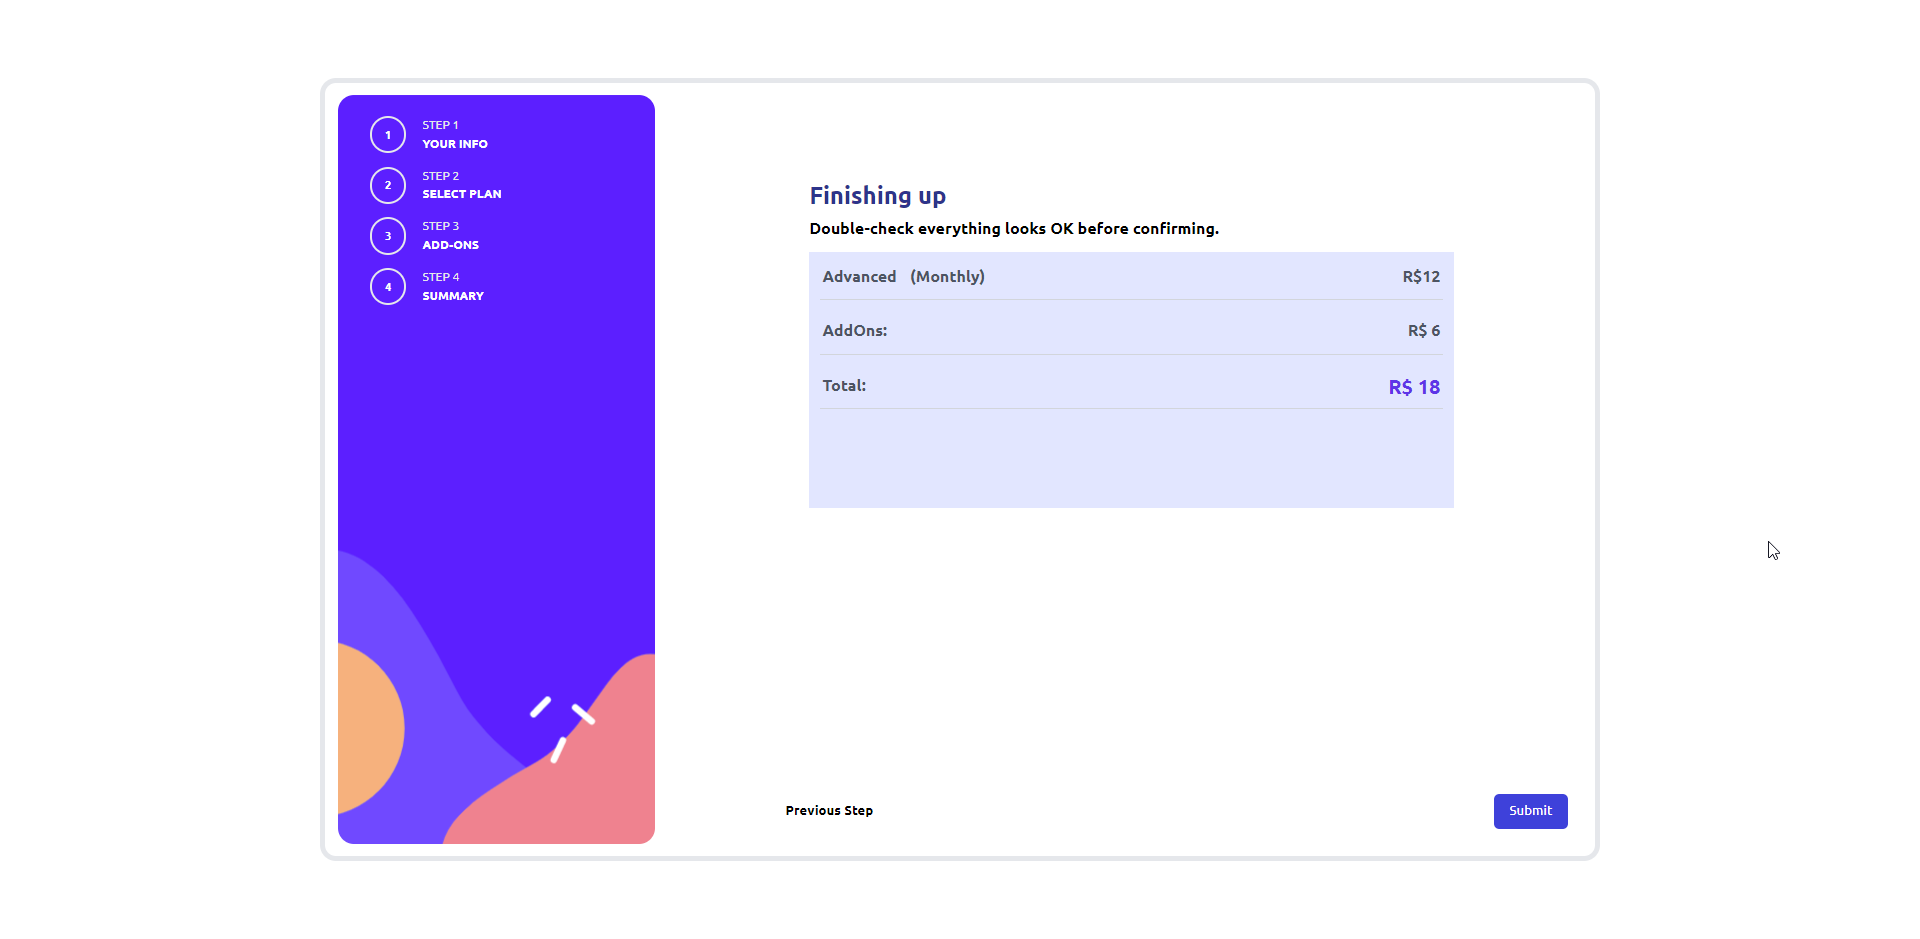 1
STEP 1
YOUR INFO
2
STEP 2
SELECT PLAN
3
STEP 3
ADD-ONS
4
STEP 4
SUMMARY
Finishing up
Double-check everything looks OK before confirming.
Advanced (Monthly) R$12
AddOns: R$ 6
Total: R$ 18
Previous Step
Submit